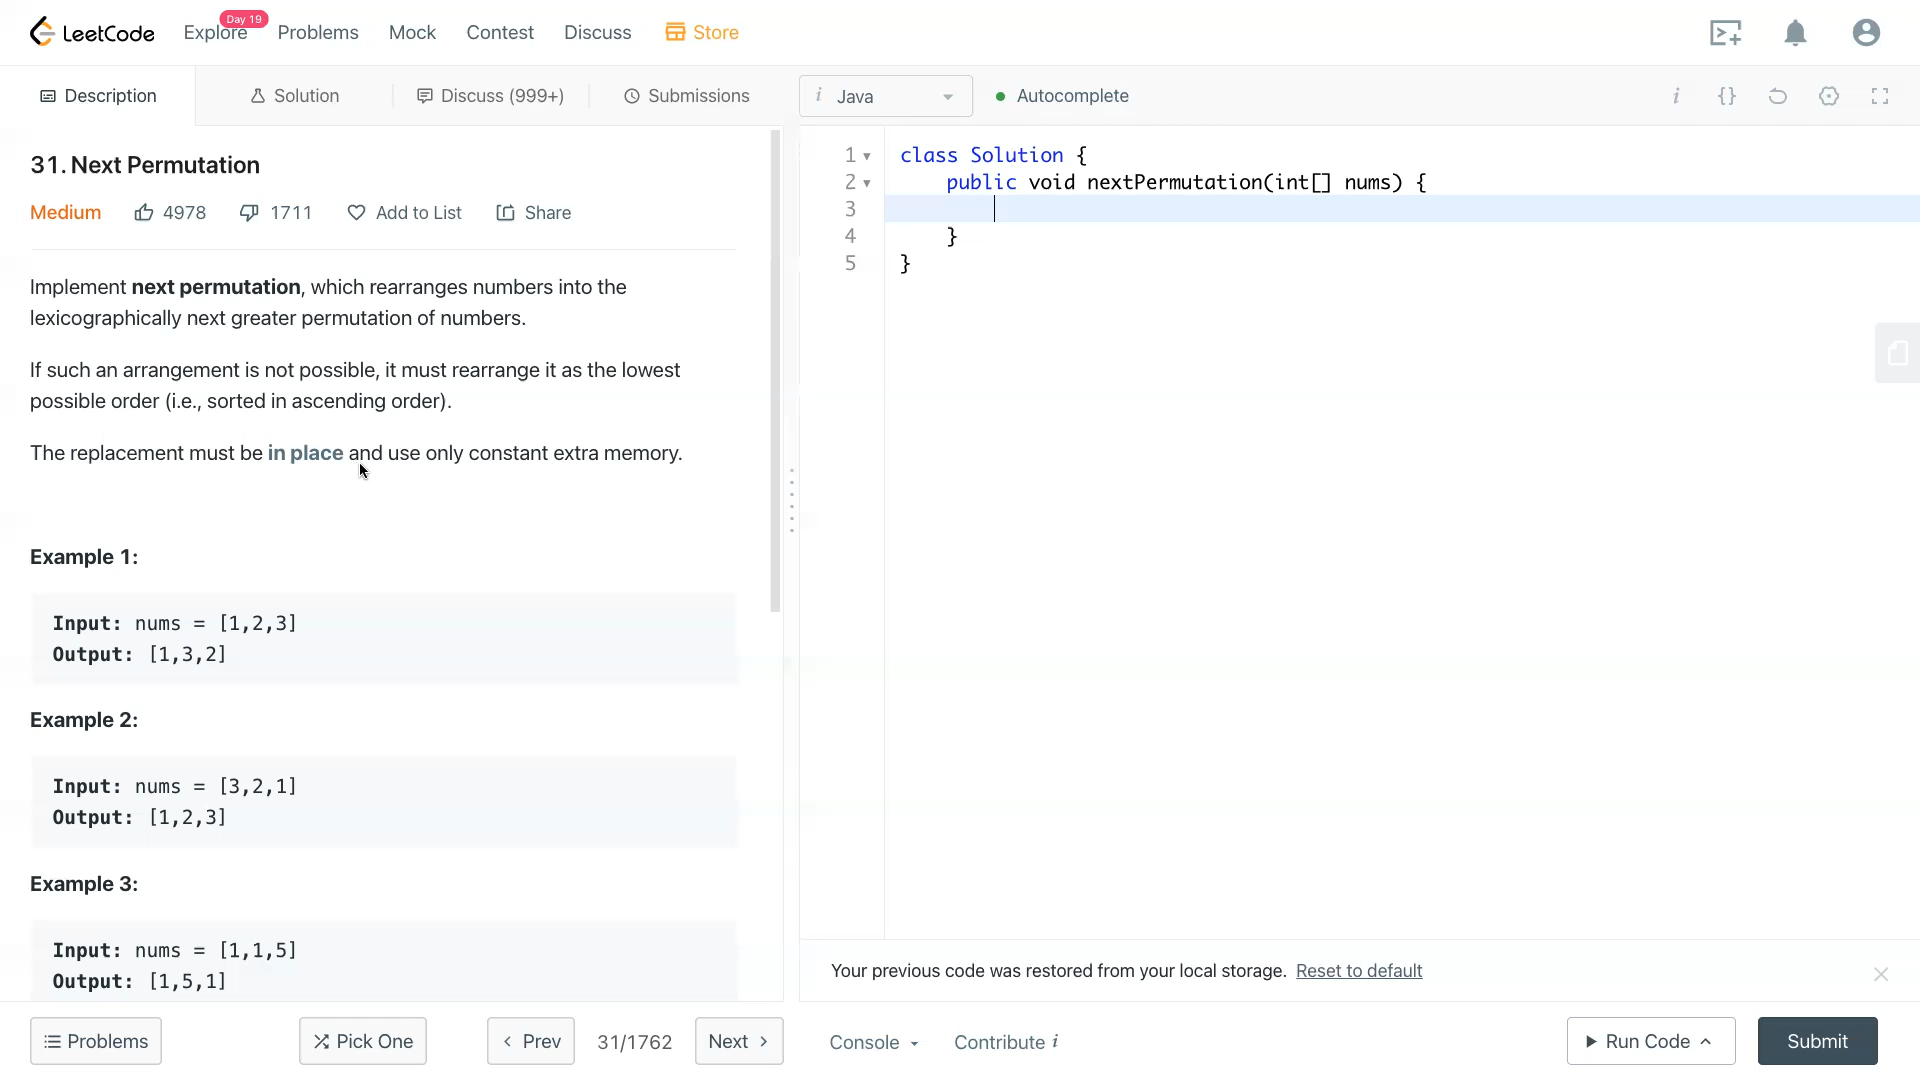 LeetCode
Explore
Day 19
Problems
Mock
Contest
Discuss
Store
Description
Solution
Discuss (999+)
Submissions
i Java
Autocomplete
i {}
31. Next Permutation
Medium
4978
1711
Add to List
Share
Implement next permutation, which rearranges numbers into the
lexicographically next greater permutation of numbers.
If such an arrangement is not possible, it must rearrange it as the lowest
possible order (i.e., sorted in ascending order).
The replacement must be in place and use only constant extra memory.
Example 1:
Input: nums = [1,2,3]
Output: [1,3,2]
Example 2:
Input: nums = [3,2,1]
Output: [1,2,3]
Example 3:
Input: nums = [1,1,5]
Output: [1,5,1]
1 class Solution {
2 public void nextPermutation(int[] nums) {
3
4 }
5 }
Your previous code was restored from your local storage. Reset to default
Problems
Pick One
Prev
31/1762
Next
Console
Contribute i
Run Code
Submit